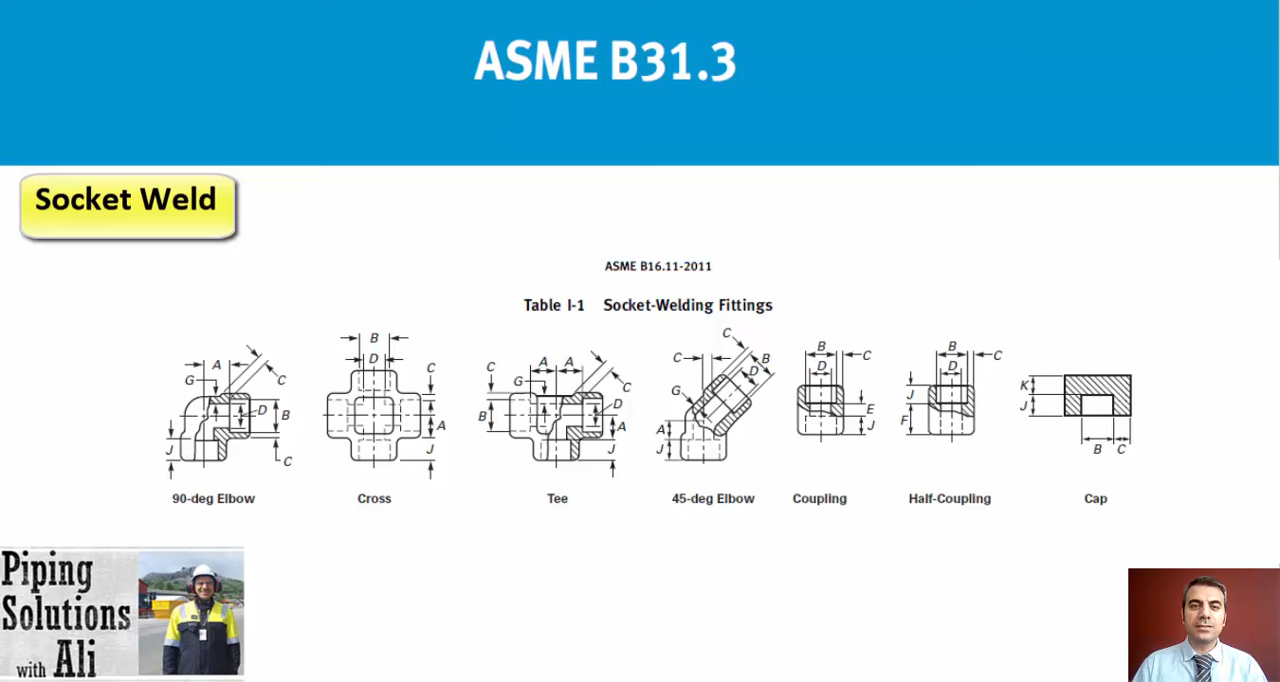 ASME B31.3
Socket Weld
ASME B16.11-2011
Table I-1 Socket-Welding Fittings
A
G
C
D
B
J
C
90-deg Elbow
B
D
C
A
J
Cross
A A
C
G
C
D
B
A
J
Tee
C
C
B
D
G
A
J
45-deg Elbow
B
C
D
E
J
Coupling
B
C
D
J
F
Half-Coupling
K
J
B C
Cap
Piping
Solutions
with Ali